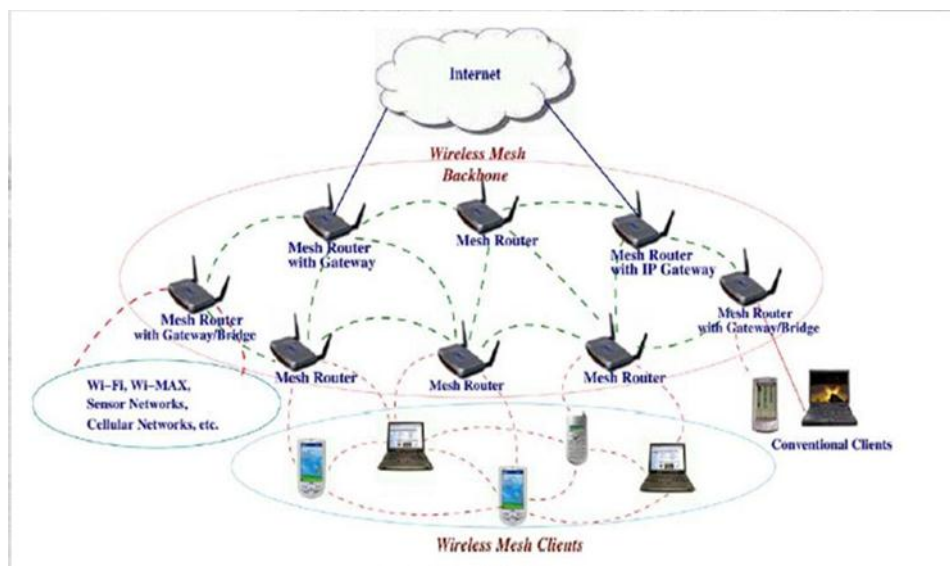 Internet
Wireless Mesh
Backbone
Mesh Router
with Gateway
Mesh Router
Mesh Router
with IP Gateway
Mesh Router
with Gateway/Bridge
Mesh Router
with Gateway/Bridge
Mesh Router
Mesh Router
Mesh Router
Wi-Fi, Wi-MAX,
Sensor Networks,
Cellular Networks, etc.
Conventional Clients
Wireless Mesh Clients